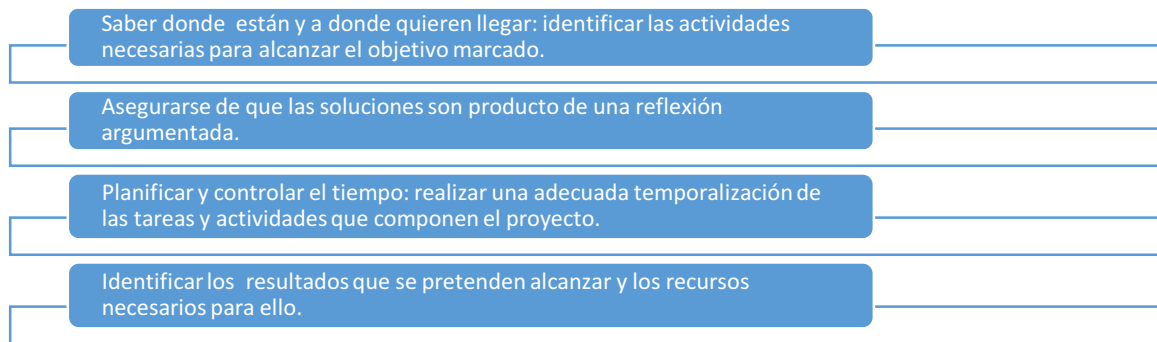 Saber donde  están y a donde quieren llegar: identificar las actividades
necesarias para alcanzar el objetivo marcado.
Asegurarse de que las soluciones son producto de una reflexión
argumentada.
Planificar y controlar el tiempo: realizar una adecuada temporalización de
las tareas y actividades que componen el proyecto.
Identificar los  resultados que se pretenden alcanzar y los recursos
necesarios para ello.